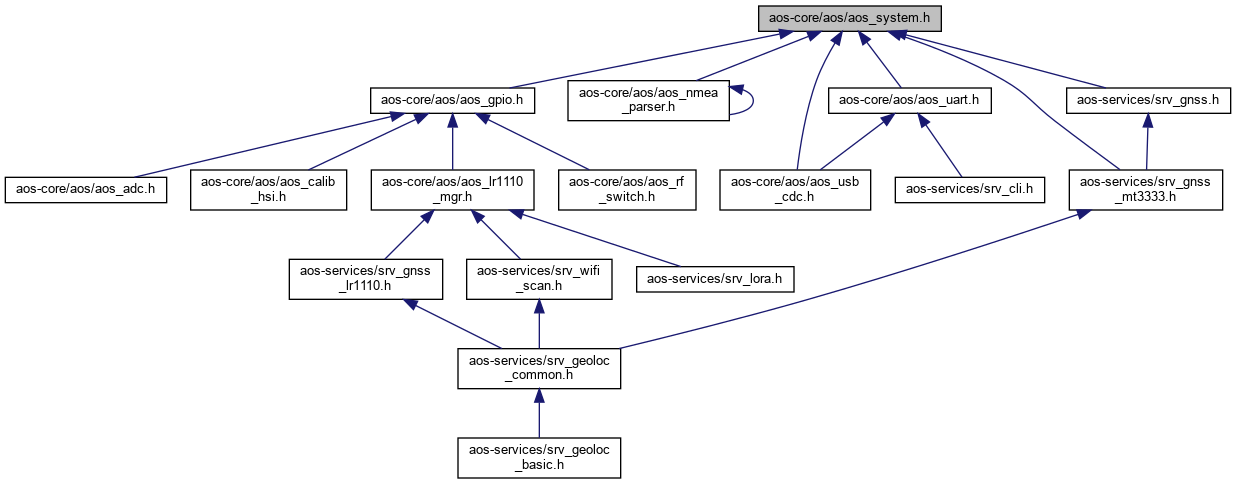 aos-core/aos/aos_system.h
aos-core/aos/aos_gpio.h
aos-core/aos/aos_nmea
_parser.h
aos-core/aos/aos_uart.h
aos-services/srv_gnss.h
aos-core/aos/aos_adc.h
aos-core/aos/aos_calib
_hsi.h
aos-core/aos/aos_lr1110
_mgr.h
aos-core/aos/aos_rf
_switch.h
aos-core/aos/aos_usb
_cdc.h
aos-services/srv_cli.h
aos-services/srv_gnss
_mt3333.h
aos-services/srv_gnss
_lr1110.h
aos-services/srv_wifi
_scan.h
aos-services/srv_lora.h
aos-services/srv_geoloc
_common.h
aos-services/srv_geoloc
_basic.h